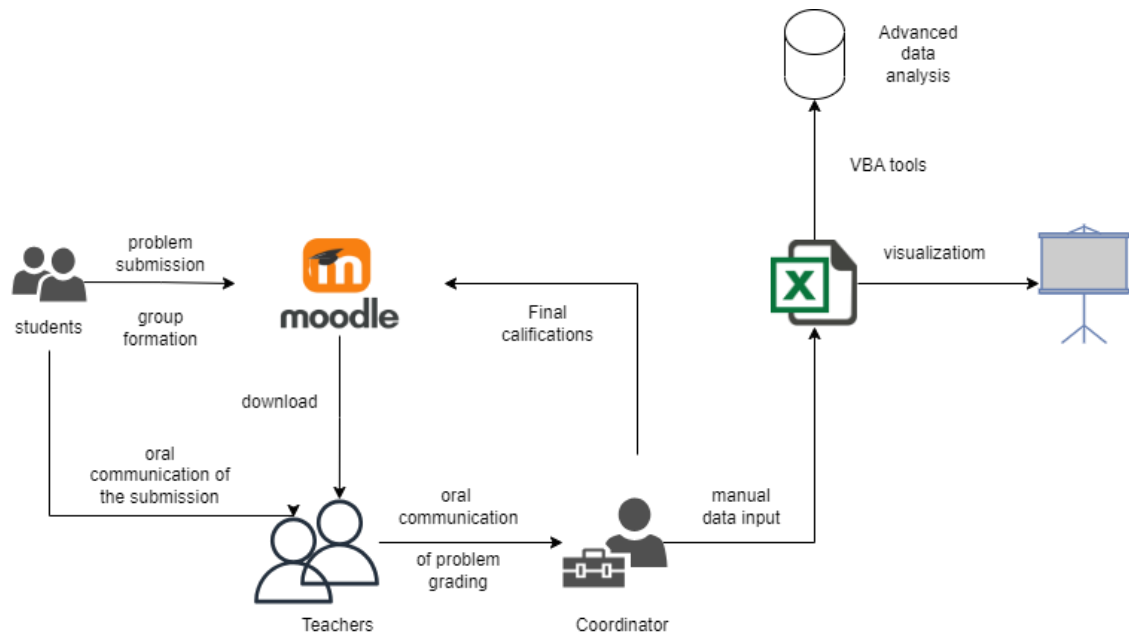 Advanced
data
analysis
VBA tools
problem
submission
visualizatiom
moodle
Final
califications
students
group
formation
X
download
oral
communication of
the submission
oral
communication
manual
data input
of problem
grading
Teachers
Coordinator